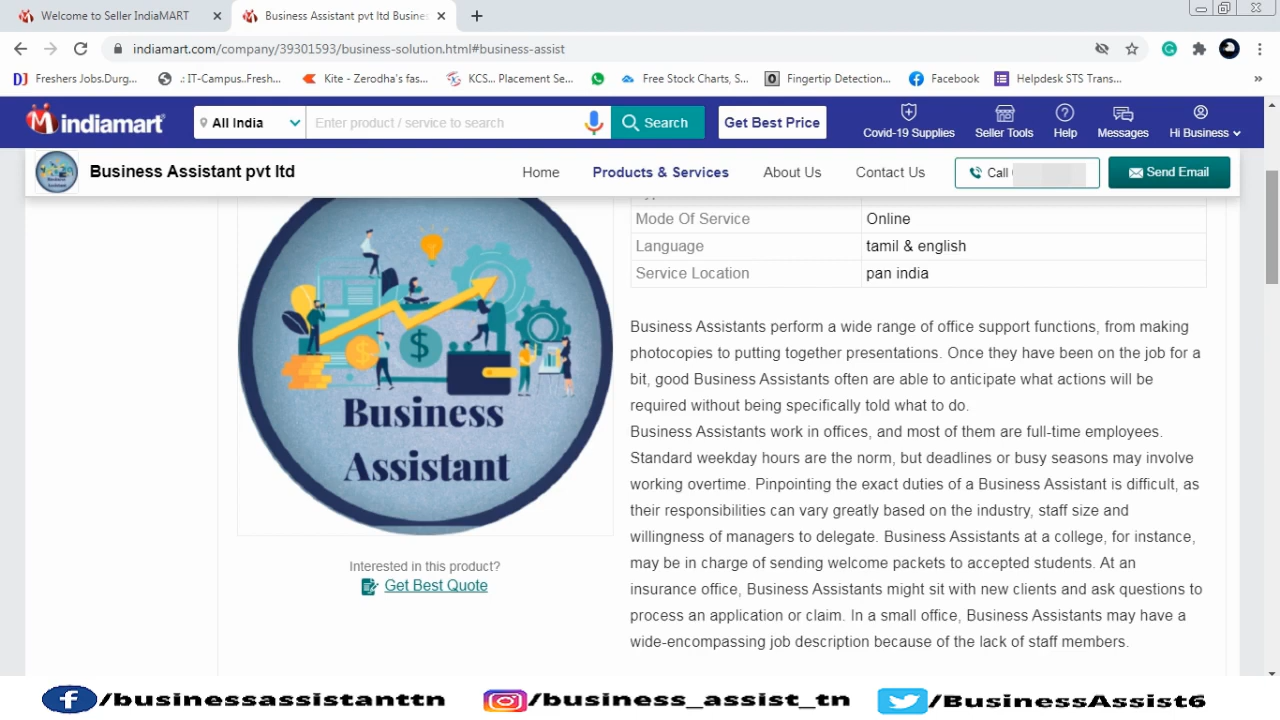 Welcome to Seller IndiaMART
Business Assistant pvt ltd Busines
indiamart.com/company/39301593/business-solution.html#business-assist
Freshers Jobs.Durg...
.: IT-Campus..Fresh...
Kite - Zerodha's fas...
KCS... Placement Se...
Free Stock Charts, S...
Fingertip Detection...
Facebook
Helpdesk STS Trans...
indiamart
All India
Enter product / service to search
Search
Get Best Price
Covid-19 Supplies
Seller Tools
Help
Messages
Hi Business
Business Assistant pvt ltd
Home
Products & Services
About Us
Contact Us
Call
Send Email
Mode Of Service
Online
Language
tamil & english
Service Location
pan india
Business
Assistant
Interested in this product?
Get Best Quote
Business Assistants perform a wide range of office support functions, from making
photocopies to putting together presentations. Once they have been on the job for a
bit, good Business Assistants often are able to anticipate what actions will be
required without being specifically told what to do.
Business Assistants work in offices, and most of them are full-time employees.
Standard weekday hours are the norm, but deadlines or busy seasons may involve
working overtime. Pinpointing the exact duties of a Business Assistant is difficult, as
their responsibilities can vary greatly based on the industry, staff size and
willingness of managers to delegate. Business Assistants at a college, for instance,
may be in charge of sending welcome packets to accepted students. At an
insurance office, Business Assistants might sit with new clients and ask questions to
process an application or claim. In a small office, Business Assistants may have a
wide-encompassing job description because of the lack of staff members.
/businessassistanttn
/business_assist_tn
/BusinessAssist6